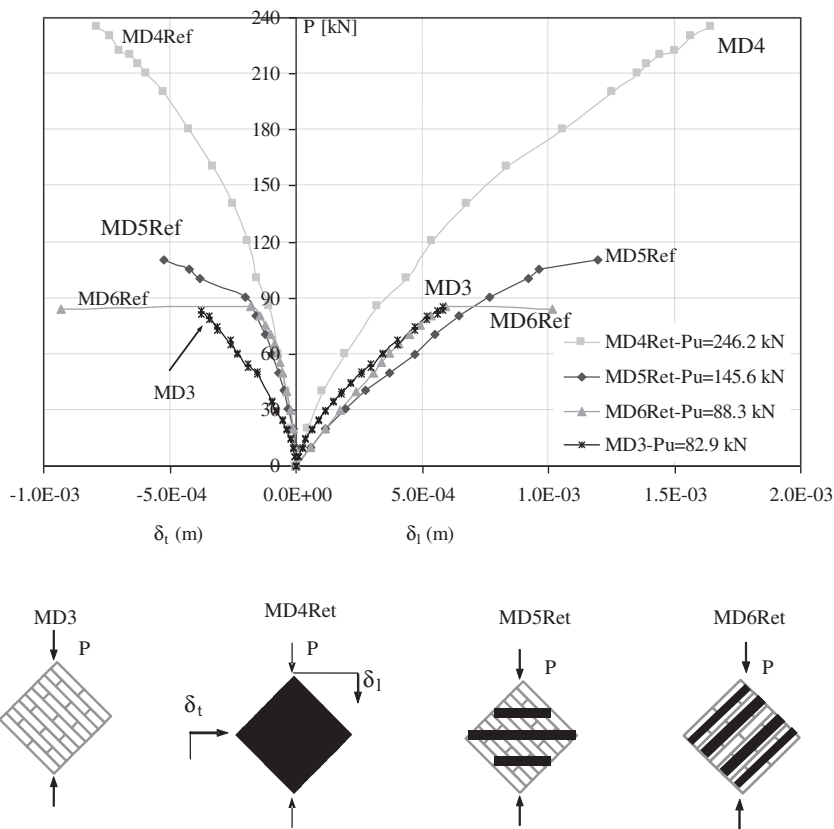 240
P [kN]
MD4Ref
MD4
210
180
150
MD5Ref
120
MD5Ref
MD3
90
MD6Ref
MD6Ref
MD4Ret-Pu=246.2 kN
60
MD5Ret-Pu=145.6 kN
MD3
MD6Ret-Pu=88.3 kN
30
MD3-Pu=82.9 kN
0
-1.0E-03 -5.0E-04 0.0E+00 5.0E-04 1.0E-03 1.5E-03 2.0E-03
δt (m) δl (m)
MD3 MD4Ret MD5Ret MD6Ret
P P P P
δl
δt